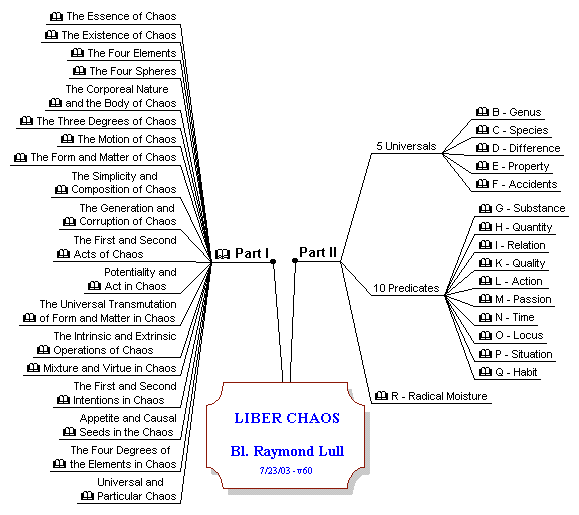 The Essence of Chaos
The Existence of Chaos
The Four Elements
The Four Spheres
The Corporeal Nature
and the Body of Chaos
The Three Degrees of Chaos
The Motion of Chaos
The Form and Matter of Chaos
The Simplicity and
Composition of Chaos
The Generation and
Corruption of Chaos
The First and Second
Acts of Chaos
Potentiality and
Act in Chaos
The Universal Transmutation
of Form and Matter in Chaos
The Intrinsic and Extrinsic
Operations of Chaos
Mixture and Virtue in Chaos
The First and Second
Intentions in Chaos
Appetite and Causal
Seeds in the Chaos
The Four Degrees of
the Elements in Chaos
Universal and
Particular Chaos
Part I
Part II
5 Universals
B - Genus
C - Species
D - Difference
E - Property
F - Accidents
10 Predicates
G - Substance
H - Quantity
I - Relation
K - Quality
L - Action
M - Passion
N - Time
O - Locus
P - Situation
Q - Habit
R - Radical Moisture
LIBER CHAOS
Bl. Raymond Lull
7/23/03 - v60